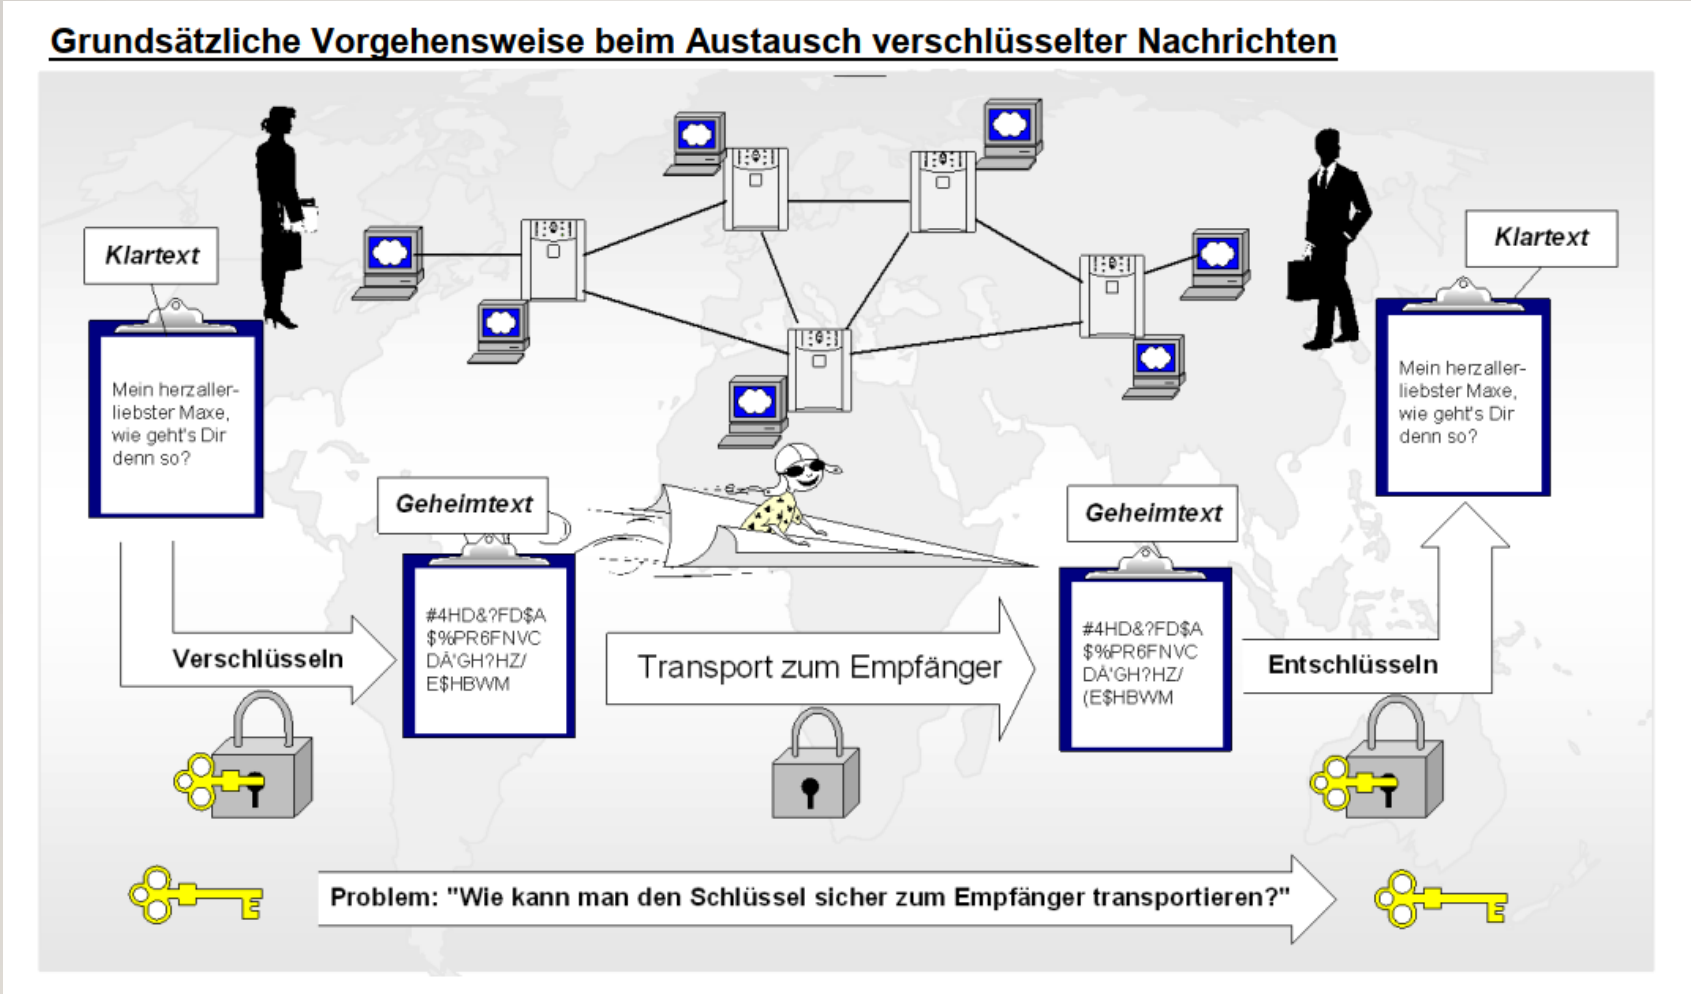 Grundsätzliche Vorgehensweise beim Austausch verschlüsselter Nachrichten
Klartext
Mein herzaller-
liebster Maxe,
wie geht's Dir
denn so?
Verschlüsseln
Geheimtext
#4HD&?FD$A
$%PR6FNVC
DÄ'GH?HZ/
E$HBWM
Transport zum Empfänger
Geheimtext
#4HD&?FD$A
$%PR6FNVC
DÄ'GH?HZ/
(E$HBWM
Entschlüsseln
Klartext
Mein herzaller-
liebster Maxe,
wie geht's Dir
denn so?
Problem: "Wie kann man den Schlüssel sicher zum Empfänger transportieren?"